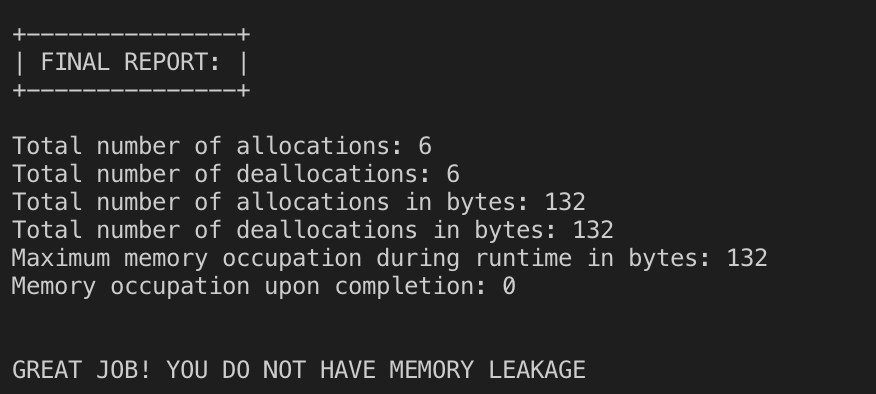 +---------------+
| FINAL REPORT: |
+---------------+
Total number of allocations: 6
Total number of deallocations: 6
Total number of allocations in bytes: 132
Total number of deallocations in bytes: 132
Maximum memory occupation during runtime in bytes: 132
Memory occupation upon completion: 0
GREAT JOB! YOU DO NOT HAVE MEMORY LEAKAGE